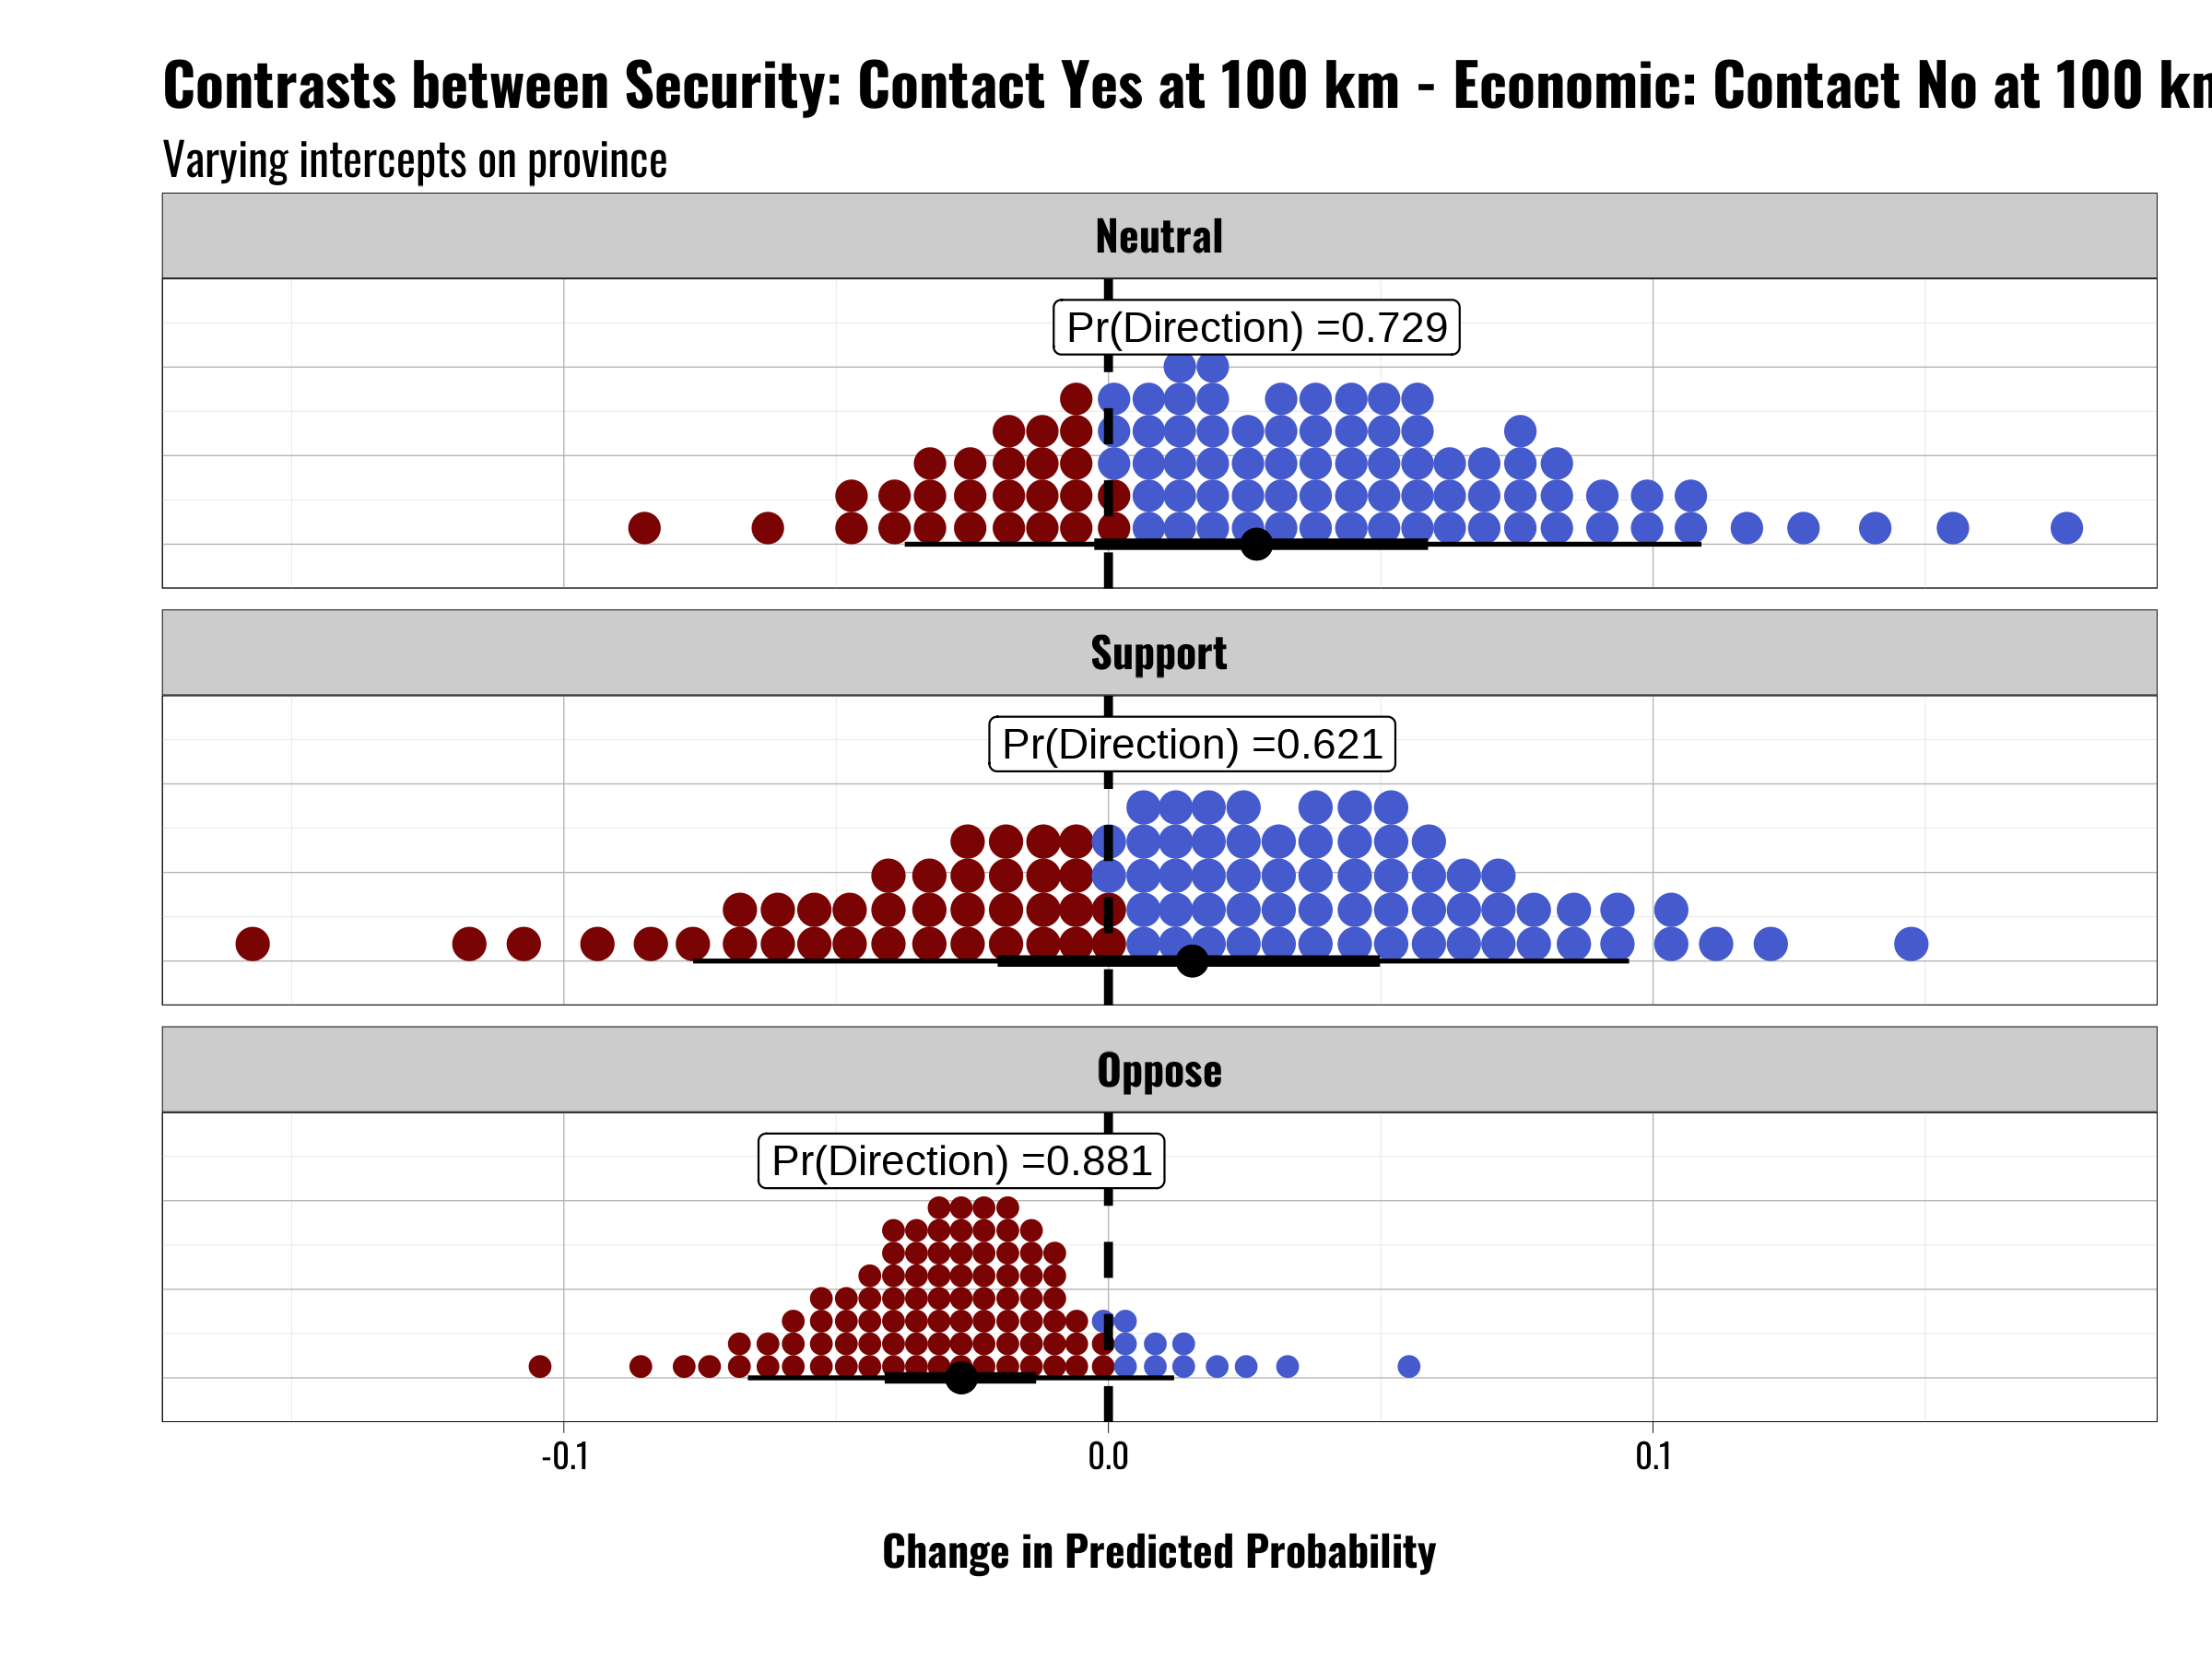 Contrasts between Security: Contact Yes at 100 km - Economic: Contact No at 100
Varying intercepts on province
Neutral
Pr(Direction) =0.729
Support
Pr(Direction) =0.621
Oppose
Pr(Direction) =0.881
-0.1 0.0 0.1
Change in Predicted Probability